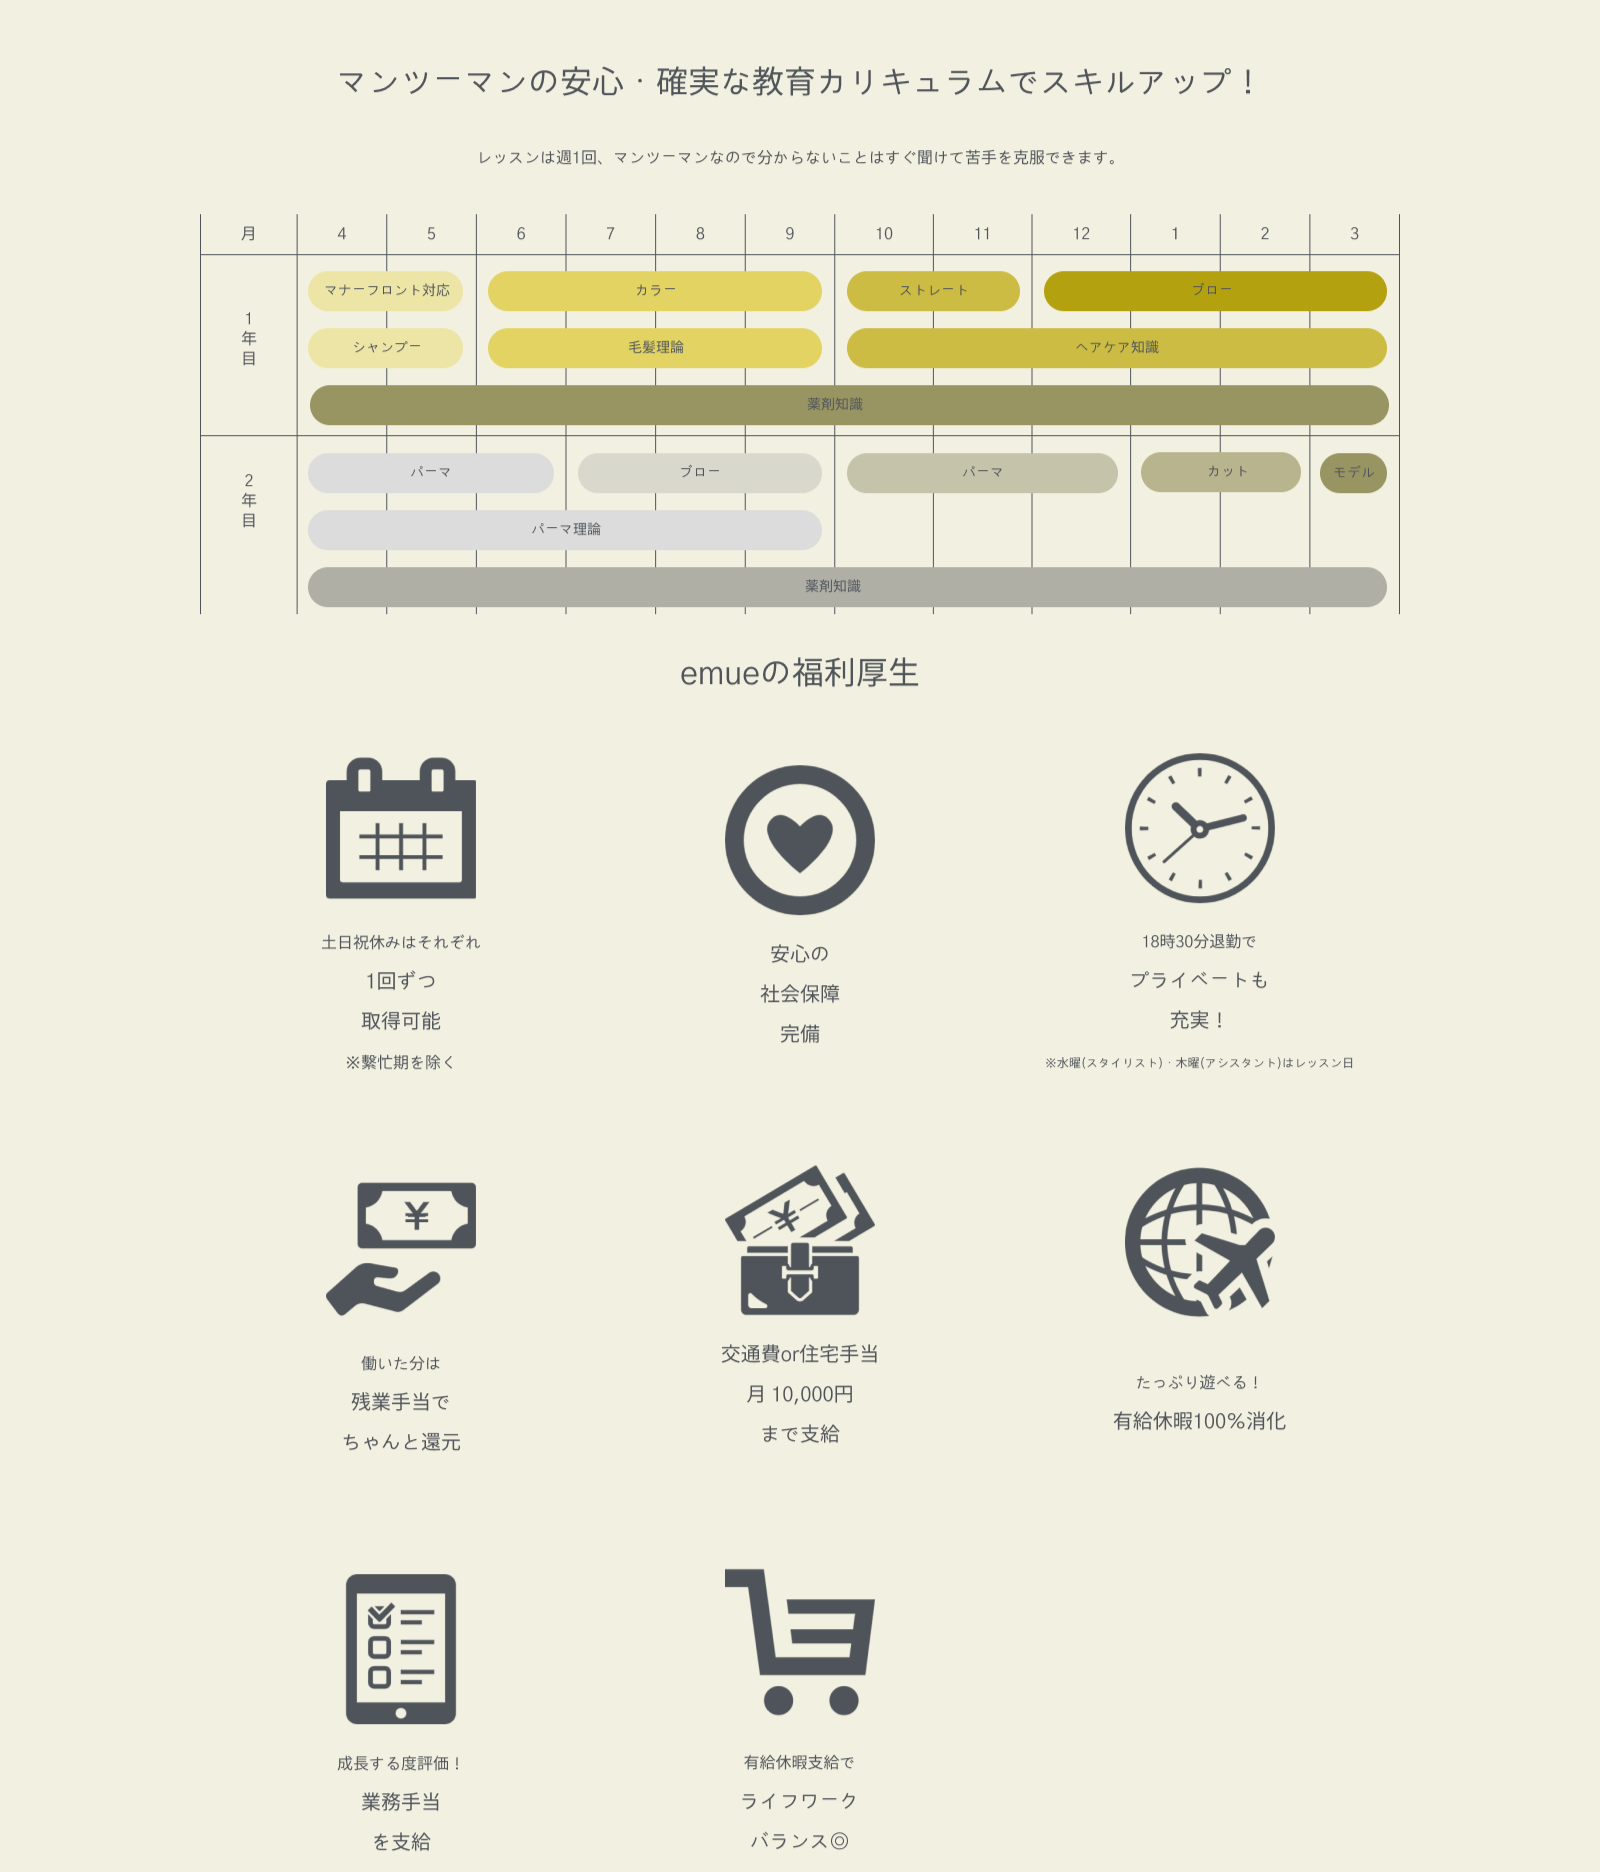 マンツーマンの安心・確実な教育カリキュラムでスキルアップ！
レッスンは週1回、マンツーマンなので分からないことはすぐ聞けて苦手を克服できます。
月 4 5 6 7 8 9 10 11 12 1 2 3
1年目
マナーフロント対応 カラー ストレート ブロー
シャンプー 毛髪理論 ヘアケア知識
薬剤知識
2年目
パーマ ブロー パーマ カット モデル
パーマ理論
薬剤知識
emueの福利厚生
土日祝休みはそれぞれ
1回ずつ
取得可能
※繋忙期を除く
安心の
社会保障
完備
18時30分退勤で
プライベートも
充実！
※水曜(スタイリスト)・木曜(アシスタント)はレッスン日
¥
働いた分は
残業手当で
ちゃんと還元
¥
交通費or住宅手当
月 10,000円
まで支給
たっぷり遊べる！
有給休暇100%消化
成長する度評価！
業務手当
を支給
有給休暇支給で
ライフワーク
バランス◎